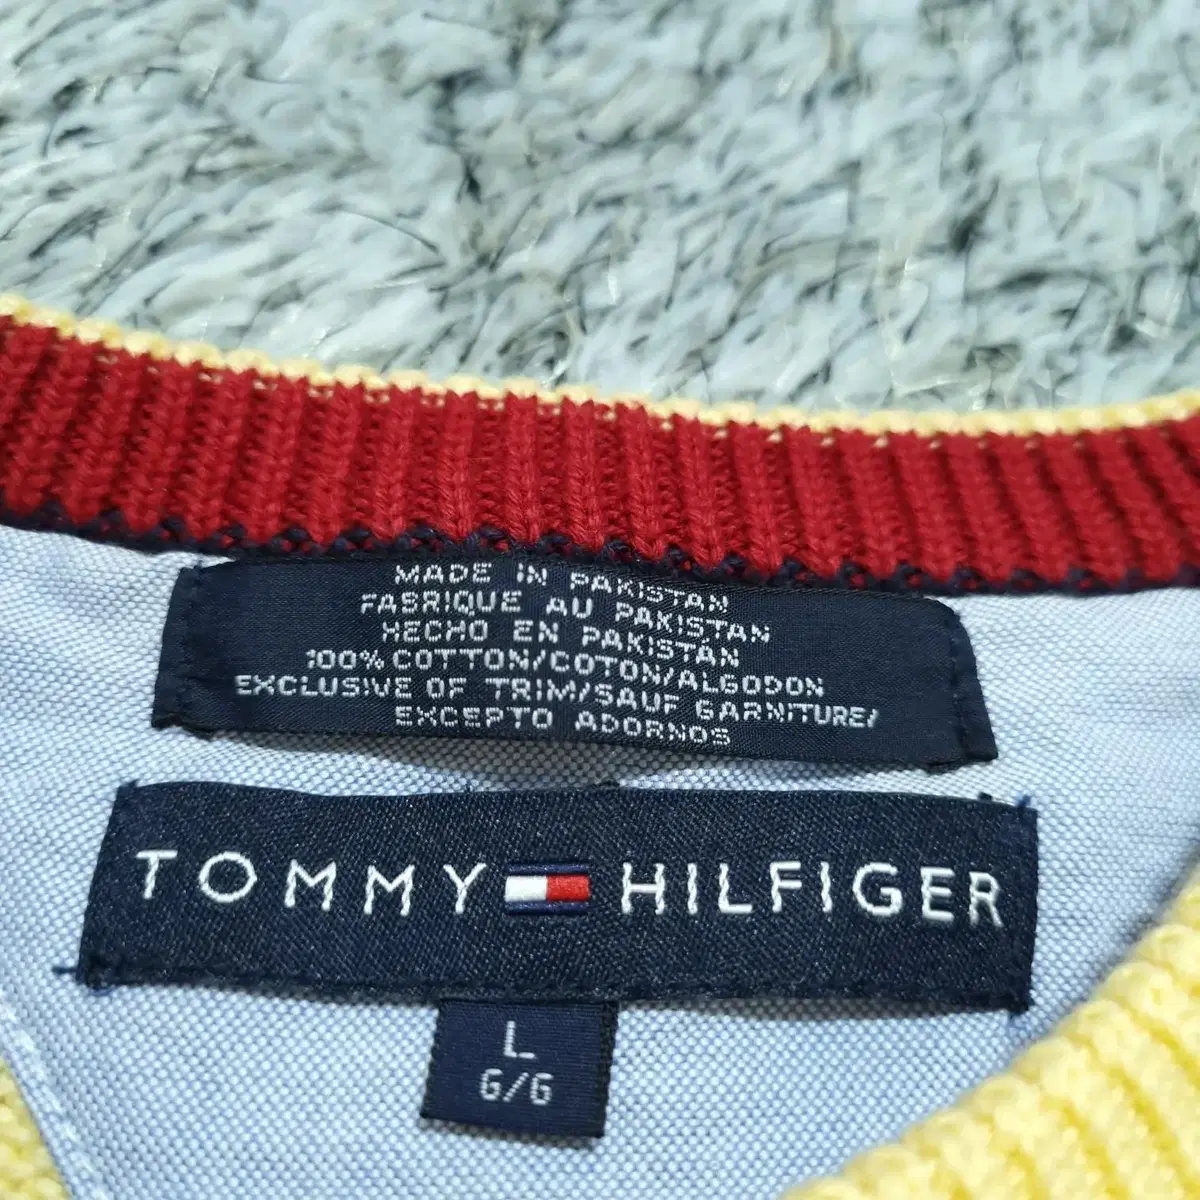 MADE IN PAKISTAN
FABRIQUE AU PAKISTAN
HECHO EN PAKISTÁN
100% COTTON/COTON/ALGODON
EXCLUSIVE OF TRIM/SAUF GARNITURE/
EXCEPTO ADORNOS
TOMMY HILFIGER
L
G/G